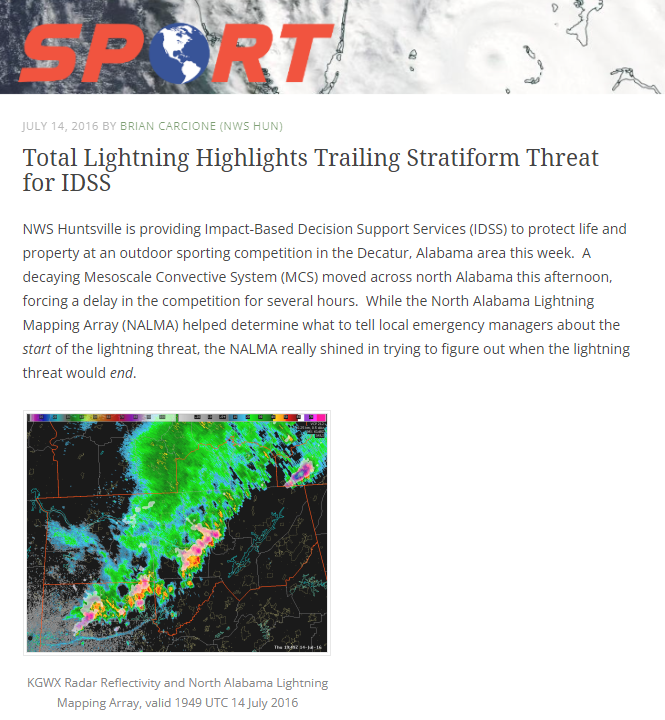 SPORT
JULY 14, 2016 BY BRIAN CARCIONE (NWS HUN)
Total Lightning Highlights Trailing Stratiform Threat
for IDSS
NWS Huntsville is providing Impact-Based Decision Support Services (IDSS) to protect life and
property at an outdoor sporting competition in the Decatur, Alabama area this week.  A
decaying Mesoscale Convective System (MCS) moved across north Alabama this afternoon,
forcing a delay in the competition for several hours.  While the North Alabama Lightning
Mapping Array (NALMA) helped determine what to tell local emergency managers about the
start of the lightning threat, the NALMA really shined in trying to figure out when the lightning
threat would end.
KGWX Radar Reflectivity and North Alabama Lightning
Mapping Array, valid 1949 UTC 14 July 2016